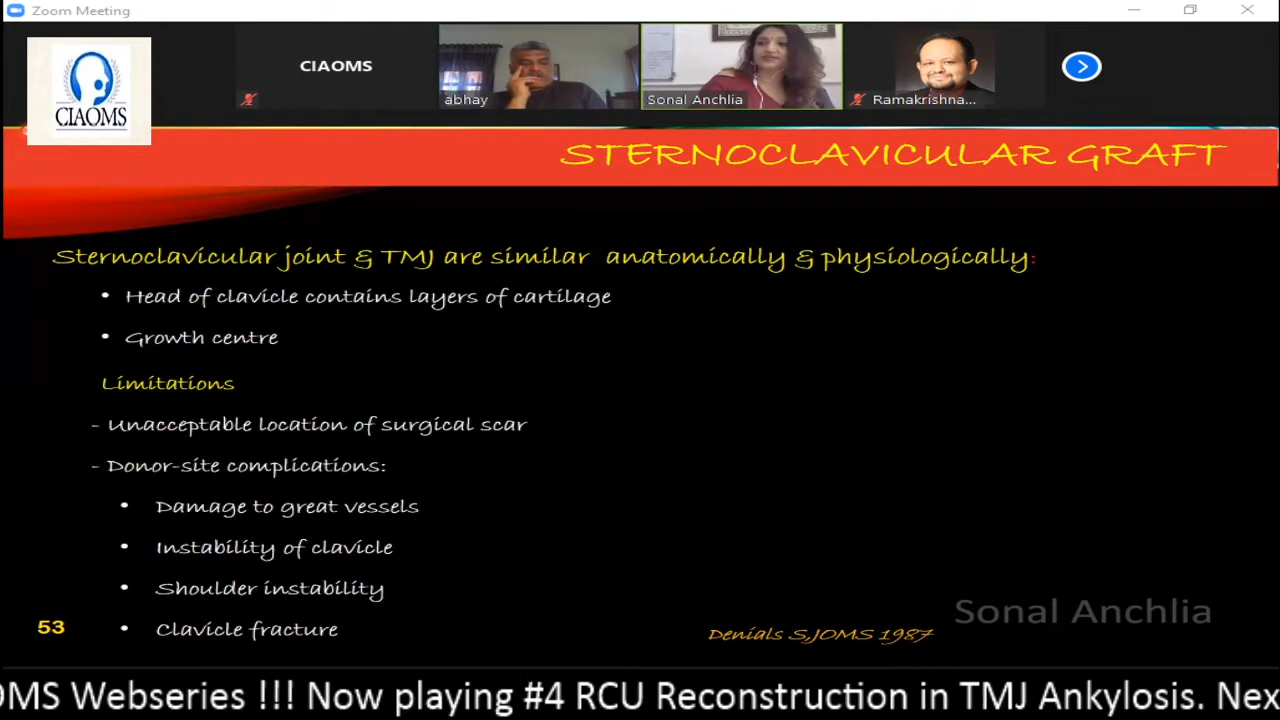 Zoom Meeting
CIAOMS
CIAOMS
abhay
Sonal Anchlia
Ramakrishna...
STERNOCLAVICULAR GRAFT
Sternoclavicular joint & TMJ are similar anatomically & physiologically:
• Head of clavicle contains layers of cartilage
• Growth centre
Limitations
- Unacceptable location of surgical scar
- Donor-site complications:
• Damage to great vessels
• Instability of clavicle
• Shoulder instability
• Clavicle fracture
53
Denials S,JOMS 1987
Sonal Anchlia
OMS Webseries !!! Now playing #4 RCU Reconstruction in TMJ Ankylosis. Nex